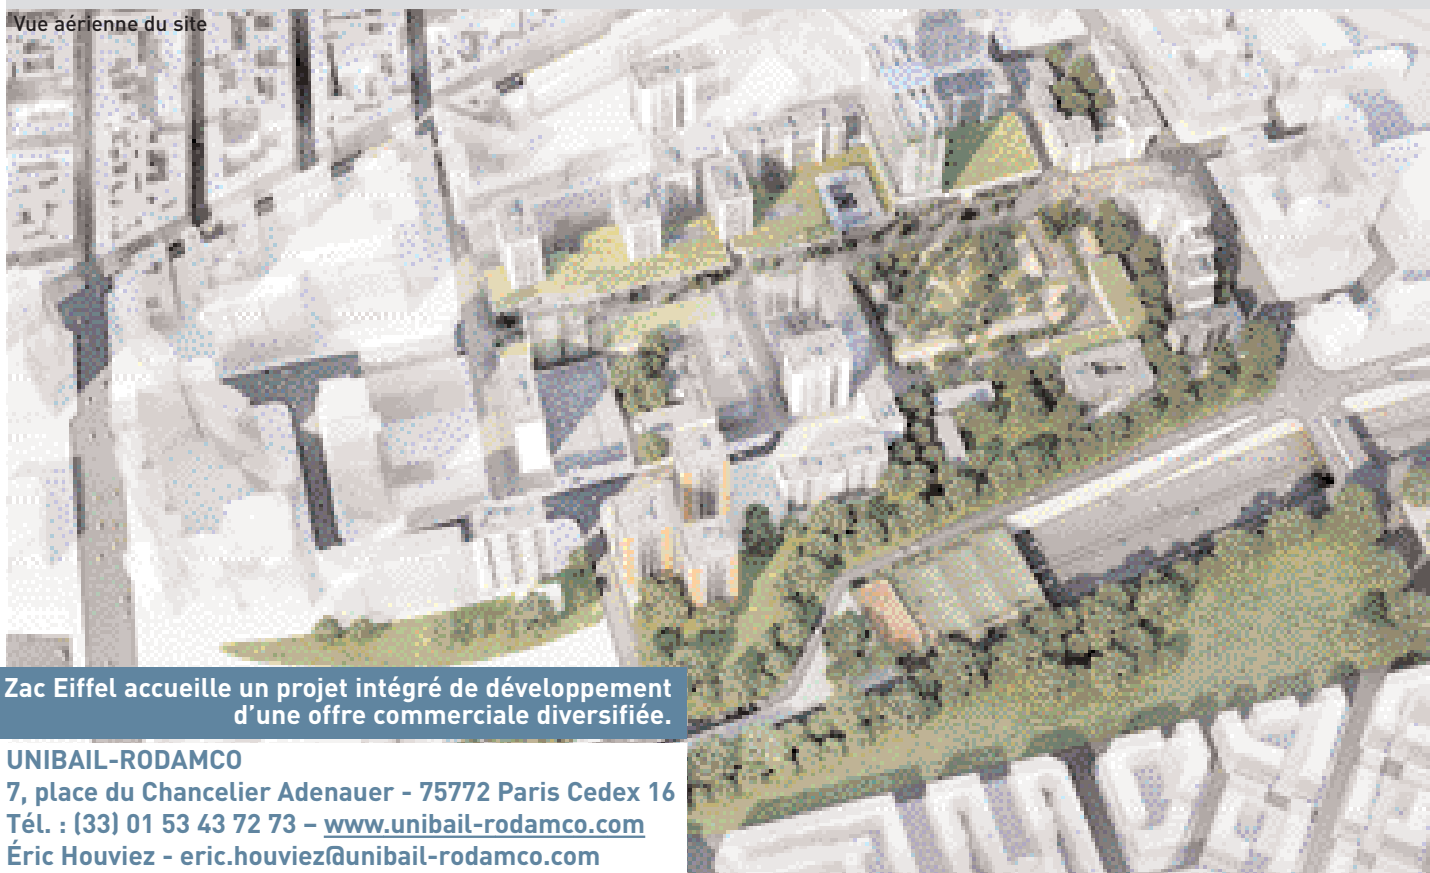 Vue aérienne du site
Zac Eiffel accueille un projet intégré de développement
d’une offre commerciale diversifiée.
UNIBAIL-RODAMCO
7, place du Chancelier Adenauer - 75772 Paris Cedex 16
Tél. : (33) 01 53 43 72 73 – www.unibail-rodamco.com
Éric Houviez - eric.houviez@unibail-rodamco.com